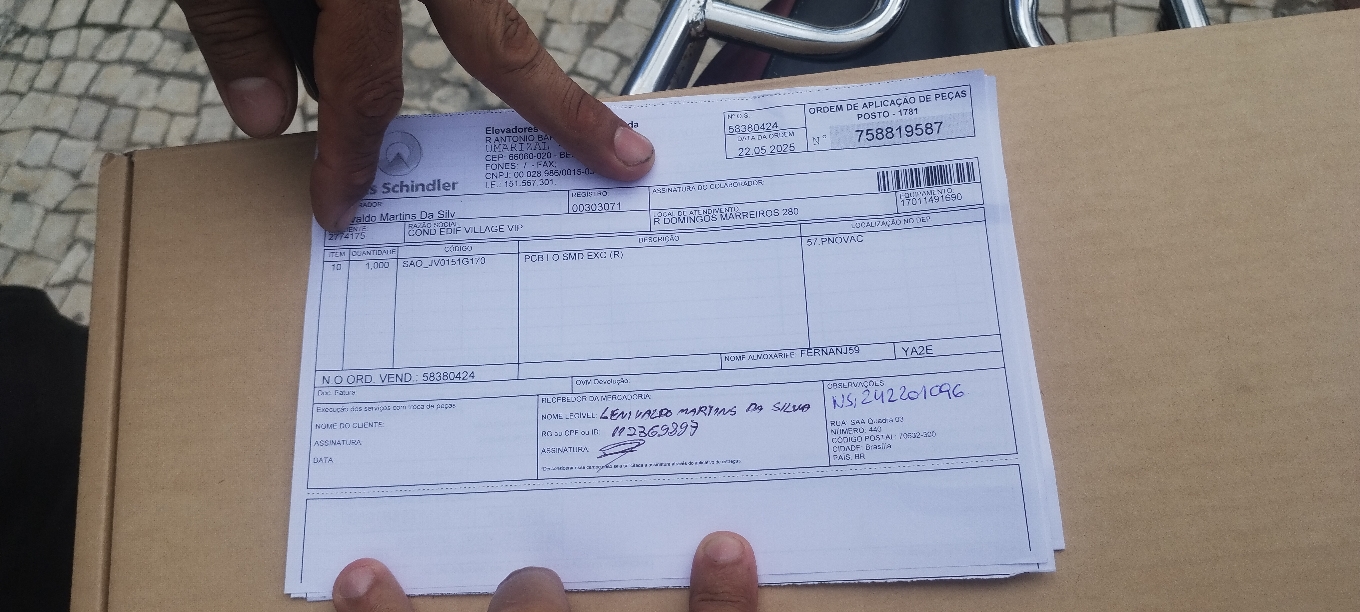 Elevadores
R ANTONIO BA
UMARIZAL
CEP: 66060-020 - BE
FONES: / - FAX:
CNPJ: 00 028 986/0015-0
I.E. 151.567.301.
s Schindler
Nº O.S.
58380424
DATA DA ORDEM
22.05.2025
ORDEM DE APLICAÇÃO DE PEÇAS
POSTO - 1781
Nº 758819587
valdo Martins Da Silv
REGISTRO
00303071
ASSINATURA DO COLABORADOR:
2774175
RAZÃO SOCIAL
COND EDIF VILLAGE VIP
LOCAL DE ATENDIMENTO:
R DOMINGOS MARREIROS 280
EQUIPAMENTO:
17011491690
ITEM QUANTIDADE CÓDIGO DESCRIÇÃO LOCALIZAÇÃO NO DEP
10 1,000 SAO_JV0151G170 PCB I O SMD EXC (R) 57.PNOVAC
NOME ALMOXARIFE FERNANJ59 YA2E
N.O ORD. VEND.: 58380424
Doc. Fatura
OVM Devolução:
Execução dos serviços com troca de peças
NOME DO CLIENTE:
ASSINATURA:
DATA
RECEBEDOR DA MERCADORIA:
NOME LEGÍVEL: LENIVALDO MARTINS DA SILVA
RG ou CPF ou ID: 112369897
ASSINATURA:
OBSERVAÇÕES
NS; 242201096
RUA: SAA Quadra 03
NÚMERO: 440
CÓDIGO POSTAL: 70632-300
CIDADE: Brasília
PAÍS: BR